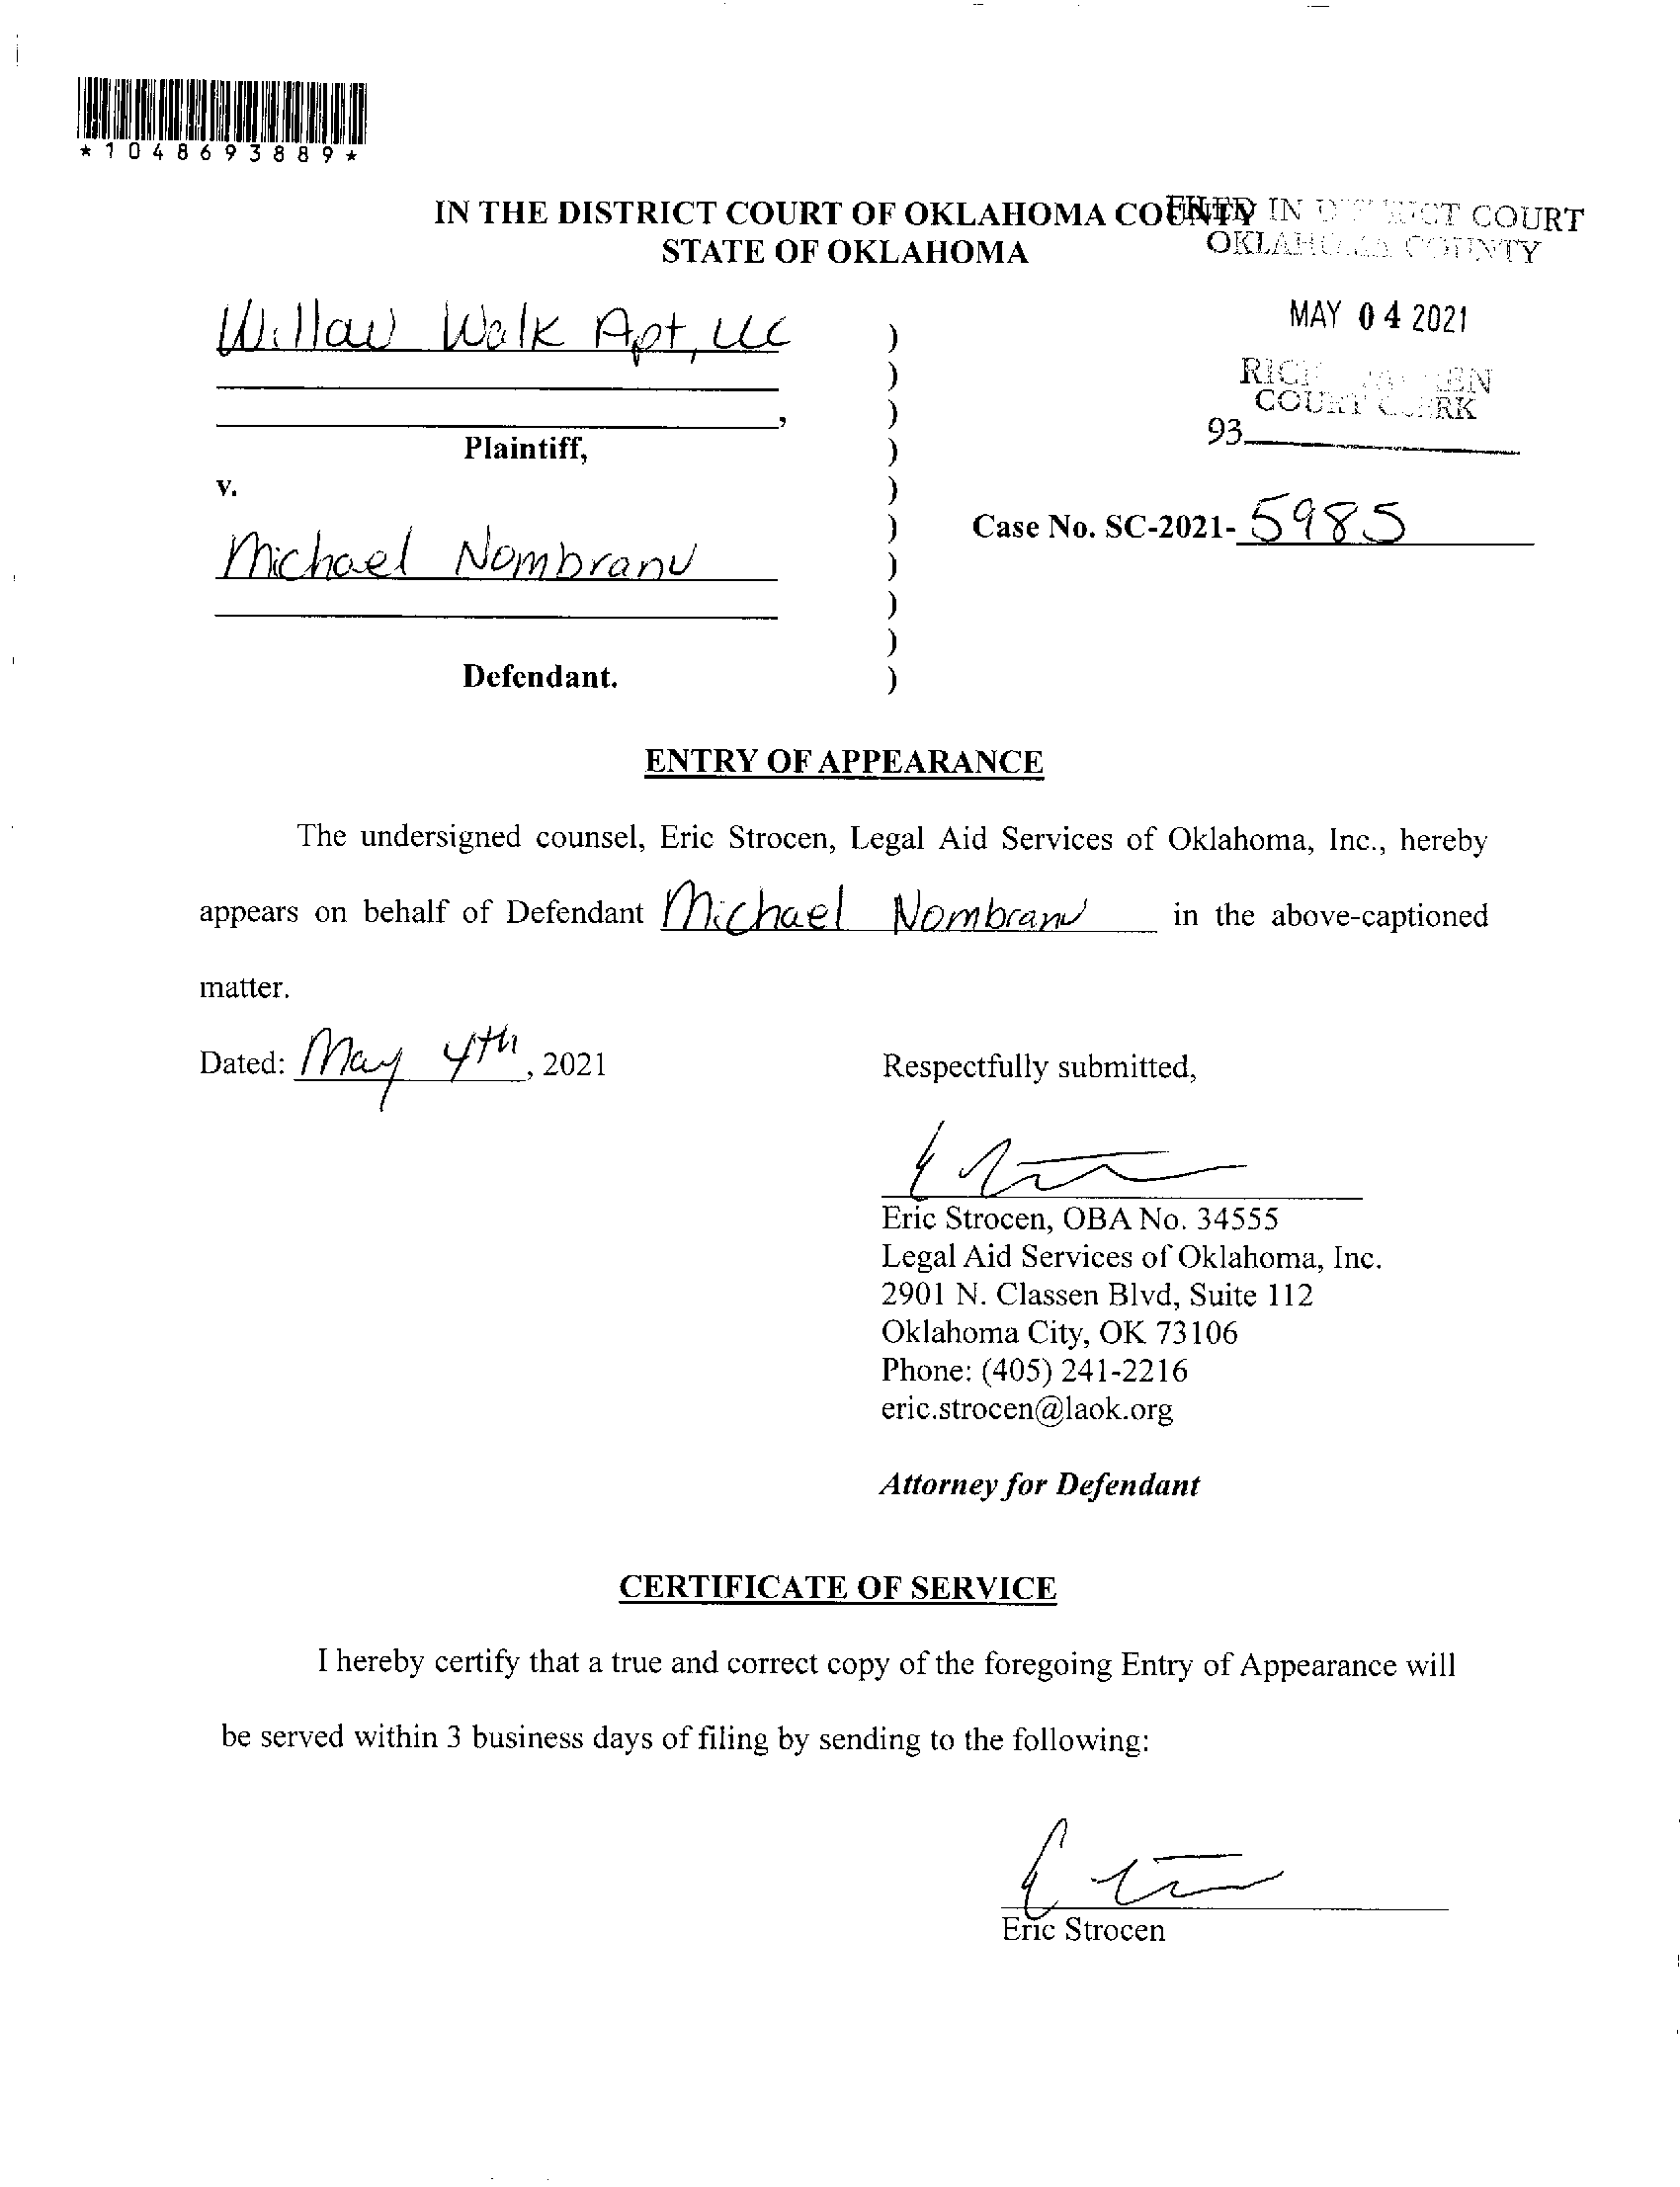 *1048693889*
IN THE DISTRICT COURT OF OKLAHOMA COUNTY
STATE OF OKLAHOMA
FILED IN DISTRICT COURT
OKLAHOMA COUNTY
MAY 04 2021
COURT CLERK
93
Willow Walk Apt, LLC )
)
, )
Plaintiff, )
v. )
Case No. SC-2021-5985 )
Michael Nombranu )
)
)
Defendant. )
ENTRY OF APPEARANCE
The undersigned counsel, Eric Strocen, Legal Aid Services of Oklahoma, Inc., hereby
appears on behalf of Defendant Michael Nombranu in the above-captioned
matter.
Dated: May 4th, 2021
Respectfully submitted,
Eric Strocen, OBA No. 34555
Legal Aid Services of Oklahoma, Inc.
2901 N. Classen Blvd, Suite 112
Oklahoma City, OK 73106
Phone: (405) 241-2216
eric.strocen@laok.org
Attorney for Defendant
CERTIFICATE OF SERVICE
I hereby certify that a true and correct copy of the foregoing Entry of Appearance will
be served within 3 business days of filing by sending to the following:
Eric Strocen